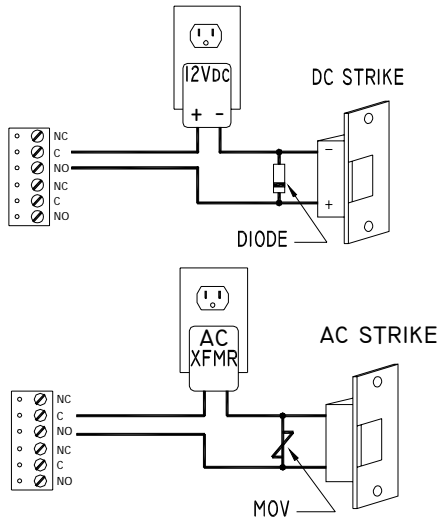 12VDC
+ −
DC STRIKE
NC
C
NO
NC
C
NO
−
+
DIODE
AC
XFMR
AC STRIKE
NC
C
NO
NC
C
NO
MOV